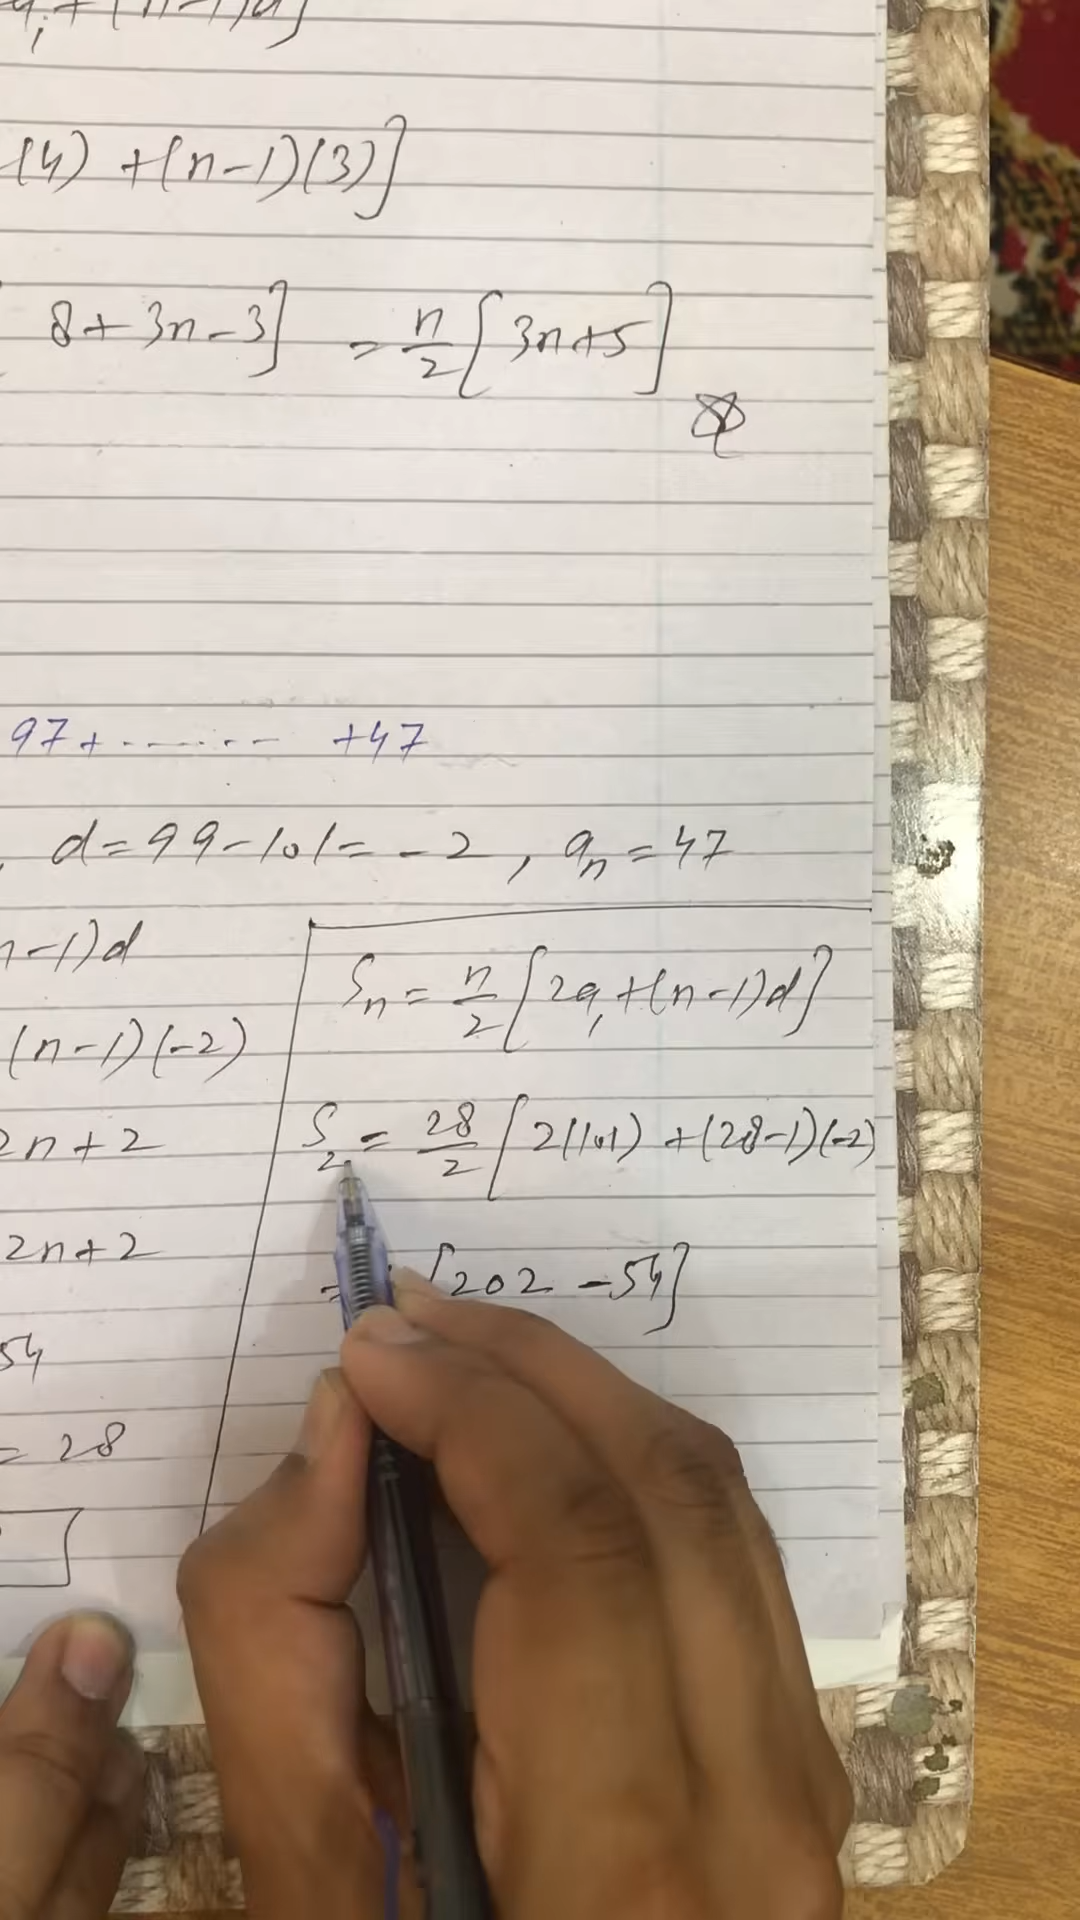 (4) +(n-1)(3)]
8+3n-3] = n/2 [3n+5]
97+ ....... +47
d=99-101=-2, aₙ=47
n-1)d
Sₙ = n/2 [2a₁+(n-1)d]
(n-1)(-2)
S₂ = 28/2 [2(101) +(28-1)(-2)
2n+2
2n+2
= [202 -54]
54
= 28